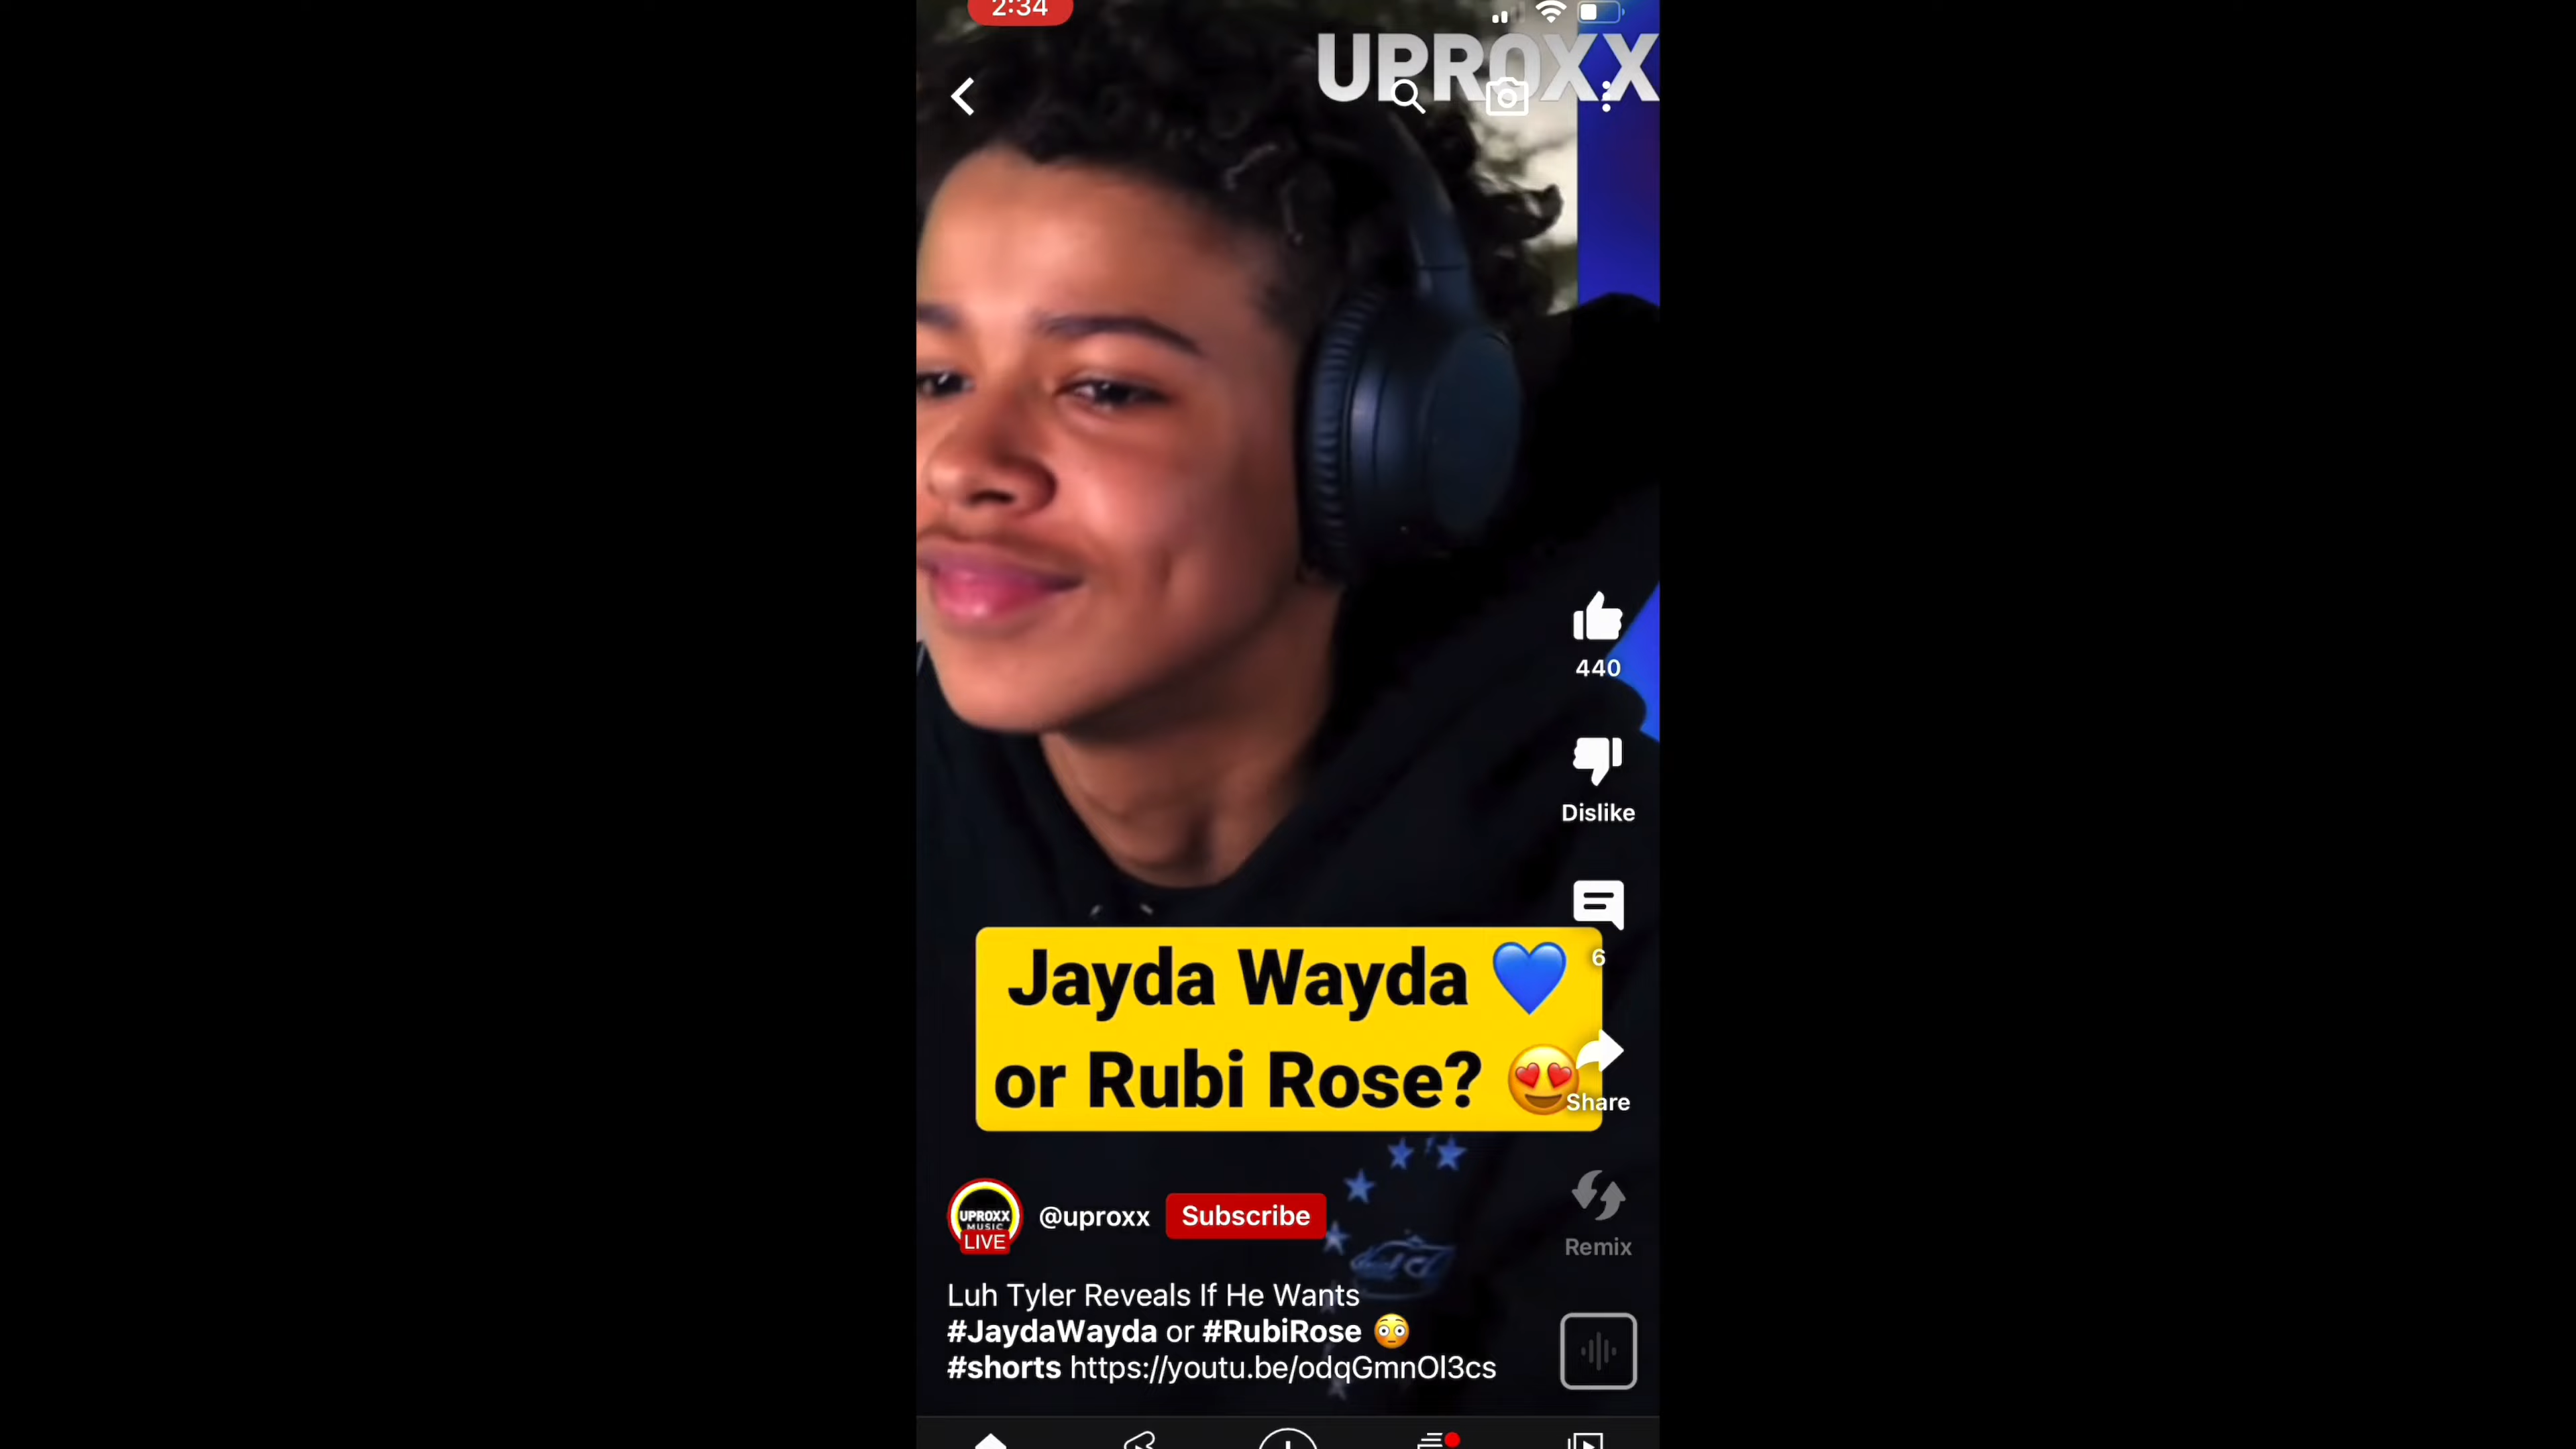 2:34
UPROXX
440
Dislike
Jayda Wayda 💙
6
or Rubi Rose? 😍
Share
UPROXX
MUSIC
LIVE
@uproxx
Subscribe
Remix
Luh Tyler Reveals If He Wants
#JaydaWayda or #RubiRose 😳
#shorts https://youtu.be/odqGmnOl3cs